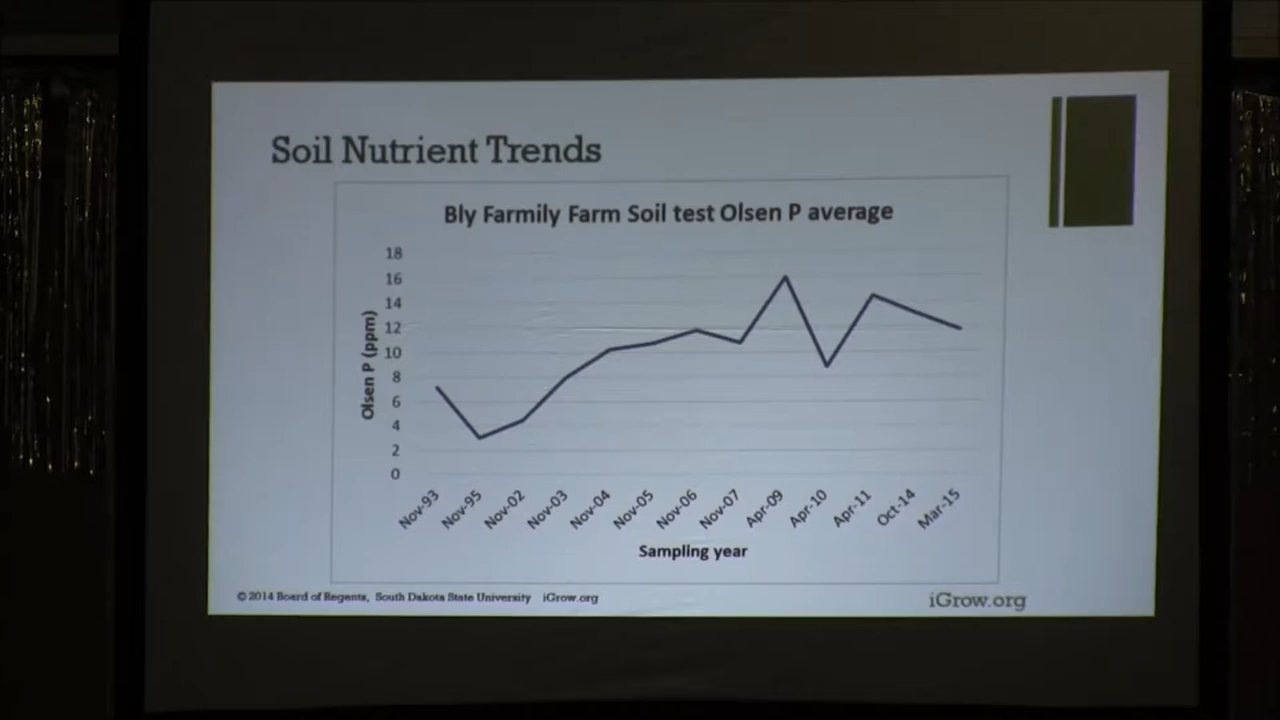 Soil Nutrient Trends
Bly Farmily Farm Soil test Olsen P average
18
16
14
12
10
8
6
4
2
0
Olsen P (ppm)
Nov-93
Nov-95
Nov-02
Nov-03
Nov-04
Nov-05
Nov-06
Nov-07
Apr-09
Apr-10
Apr-11
Oct-14
Mar-15
Sampling year
© 2014 Board of Regents, South Dakota State University iGrow.org
iGrow.org